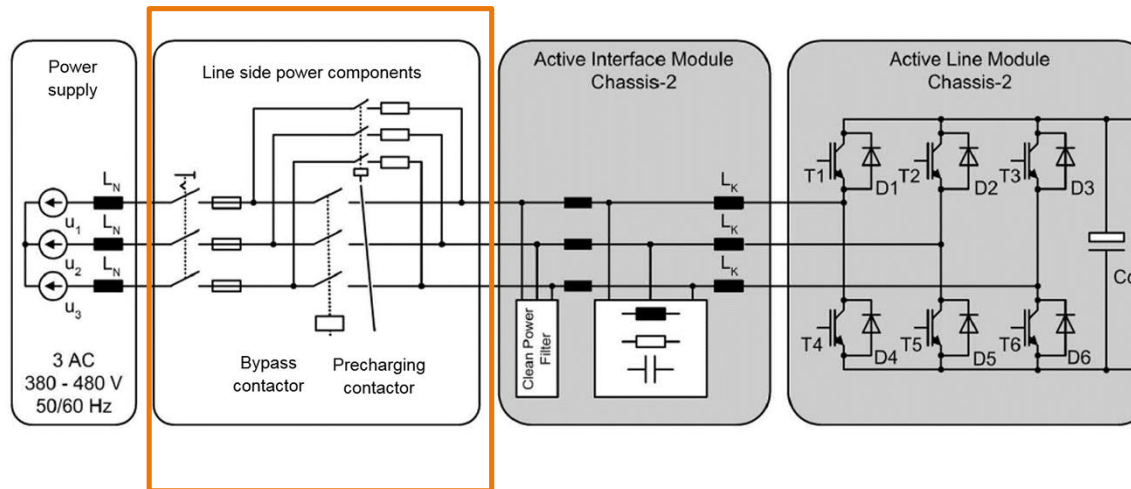 Power
supply
L_N
L_N
L_N
u_1
u_2
u_3
3 AC
380 - 480 V
50/60 Hz
Line side power components
Bypass
contactor
Precharging
contactor
Active Interface Module
Chassis-2
Clean Power
Filter
L_K
L_K
L_K
Active Line Module
Chassis-2
T1
D1
T2
D2
T3
D3
T4
D4
T5
D5
T6
D6